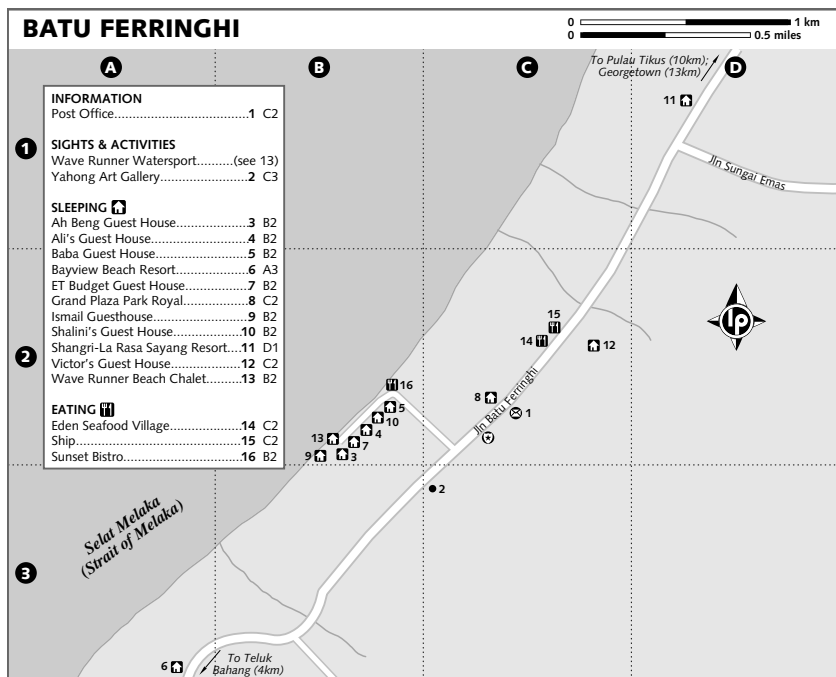 BATU FERRINGHI
0 1 km
0 0.5 miles
A B C D
To Pulau Tikus (10km);
Georgetown (13km)
INFORMATION
Post Office..........................1 C2
SIGHTS & ACTIVITIES
Wave Runner Watersport..........(see 13)
Yahong Art Gallery.....................2 C3
SLEEPING
Ah Beng Guest House................3 B2
Ali's Guest House......................4 B2
Baba Guest House.....................5 B2
Bayview Beach Resort................6 A3
ET Budget Guest House..............7 B2
Grand Plaza Park Royal...............8 C2
Ismail Guesthouse.....................9 B2
Shalini's Guest House................10 B2
Shangri-La Rasa Sayang Resort....11 D1
Victor's Guest House.................12 C2
Wave Runner Beach Chalet.........13 B2
EATING
Eden Seafood Village.................14 C2
Ship......................................15 C2
Sunset Bistro..........................16 B2
1
2
3
11
Jln Sungai Emas
15
14
12
lp
16
5
8
1
10
Jln Batu Ferringhi
4
13
7
9
3
2
Selat Melaka
(Strait of Melaka)
6
To Teluk
Bahang (4km)